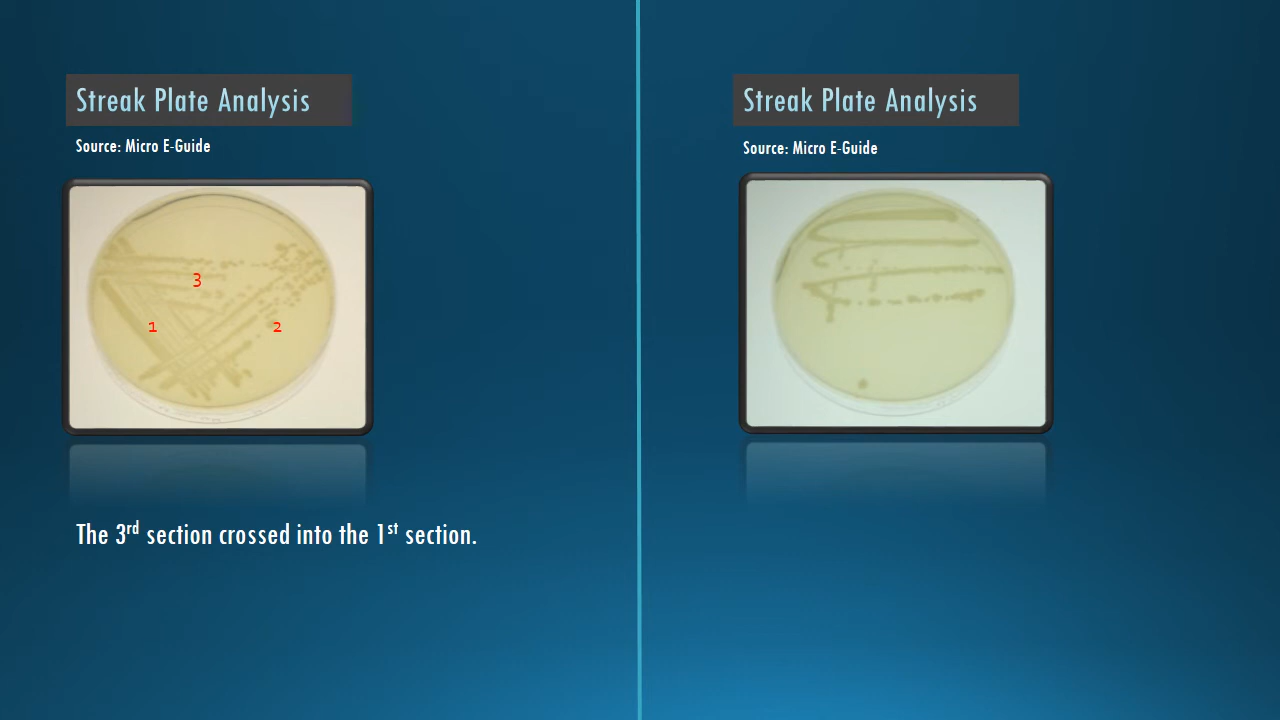 Streak Plate Analysis
Source: Micro E-Guide
3
1
2
The 3rd section crossed into the 1st section.
Streak Plate Analysis
Source: Micro E-Guide